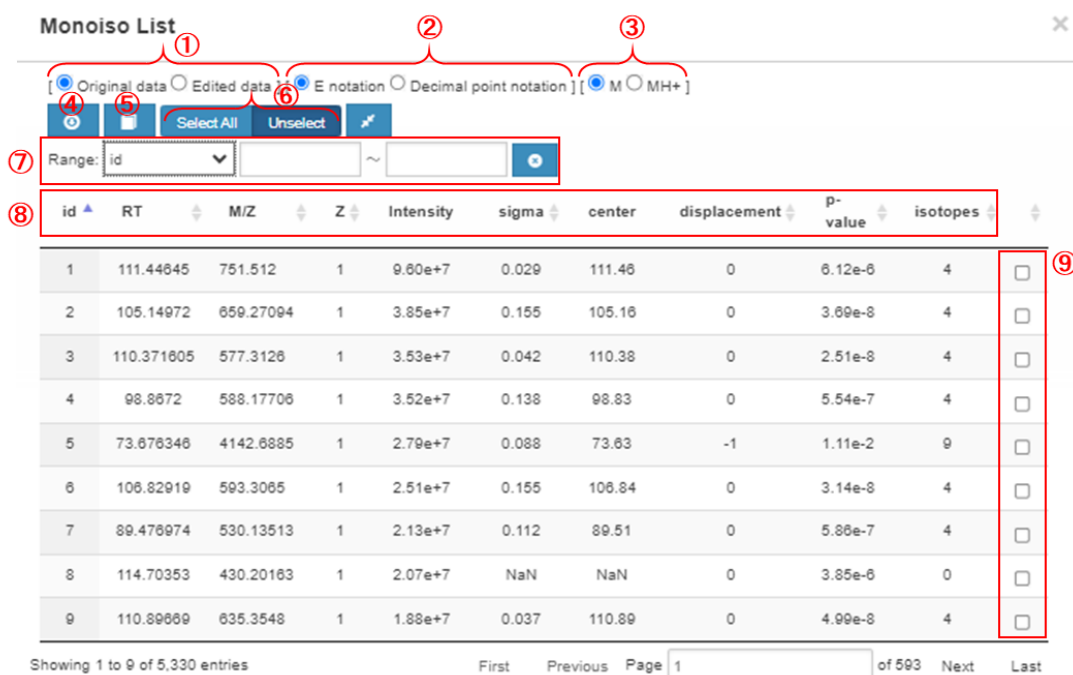 Monoiso List
×
① ② ③
[ Original data Edited data ] [ E notation Decimal point notation ] [ M MH+ ]
④ ⑤ ⑥
Select All Unselect
⑦ Range: id ~
⑧ id RT M/Z Z Intensity sigma center displacement p-value isotopes
⑨
1 111.44645 751.512 1 9.60e+7 0.029 111.46 0 6.12e-6 4
2 105.14972 659.27094 1 3.85e+7 0.155 105.16 0 3.69e-8 4
3 110.371605 577.3126 1 3.53e+7 0.042 110.38 0 2.51e-8 4
4 98.8672 588.17706 1 3.52e+7 0.138 98.83 0 5.54e-7 4
5 73.676346 4142.6885 1 2.79e+7 0.088 73.63 -1 1.11e-2 9
6 106.82919 593.3065 1 2.51e+7 0.155 106.84 0 3.14e-8 4
7 89.476974 530.13513 1 2.13e+7 0.112 89.51 0 5.86e-7 4
8 114.70353 430.20163 1 2.07e+7 NaN NaN 0 3.85e-6 0
9 110.89669 635.3548 1 1.88e+7 0.037 110.89 0 4.99e-8 4
Showing 1 to 9 of 5,330 entries First Previous Page 1 of 593 Next Last